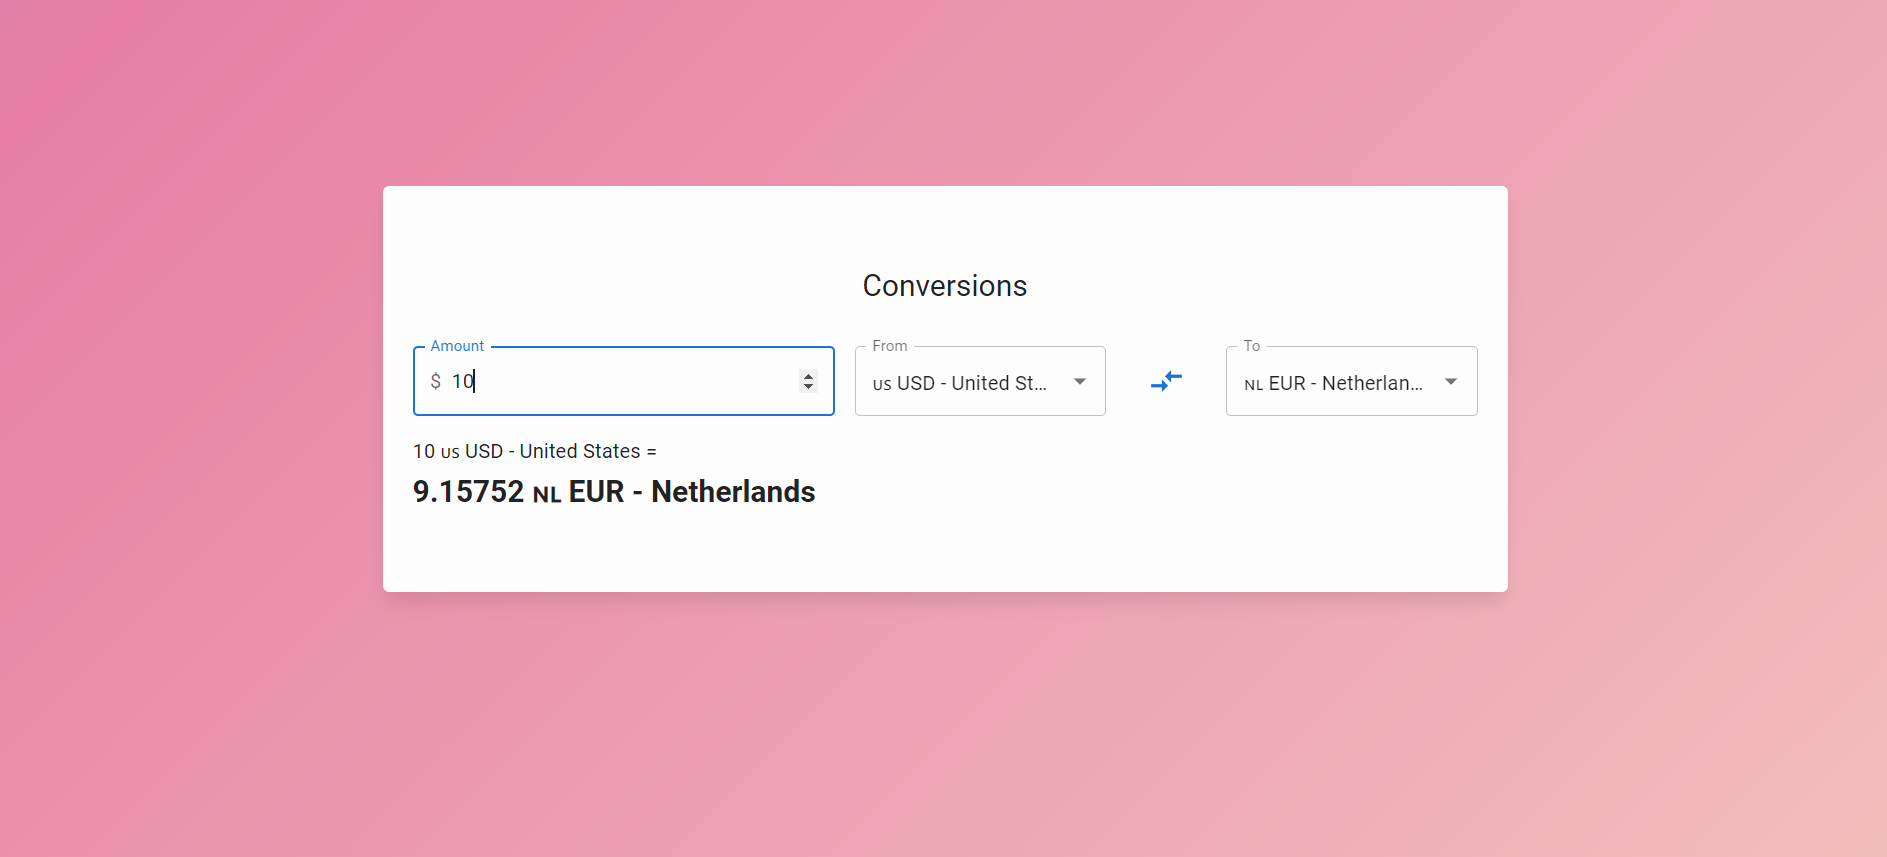 Conversions
Amount
From
To
$ 10
us USD - United St...
NL EUR - Netherlan...
10 us USD - United States =
9.15752 NL EUR - Netherlands